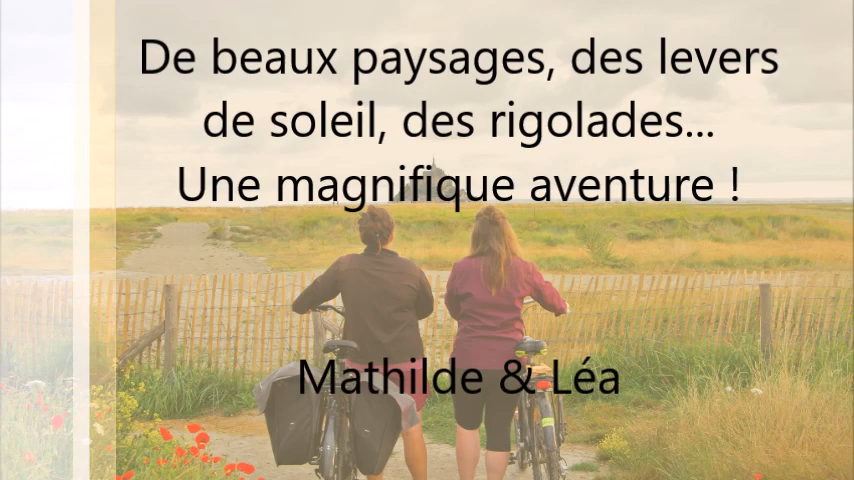 De beaux paysages, des levers
de soleil, des rigolades...
Une magnifique aventure !
Mathilde & Léa